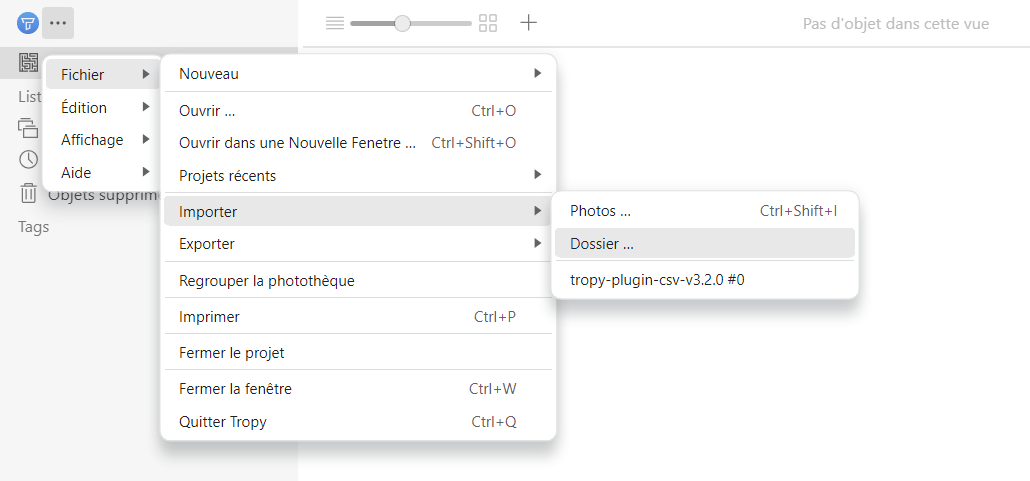 Pas d'objet dans cette vue
Fichier
Édition
Affichage
Aide
List
Objets supprim
Tags
Nouveau
Ouvrir ... Ctrl+O
Ouvrir dans une Nouvelle Fenetre ... Ctrl+Shift+O
Projets récents
Importer
Exporter
Regrouper la photothèque
Imprimer Ctrl+P
Fermer le projet
Fermer la fenêtre Ctrl+W
Quitter Tropy Ctrl+Q
Photos ... Ctrl+Shift+I
Dossier ...
tropy-plugin-csv-v3.2.0 #0